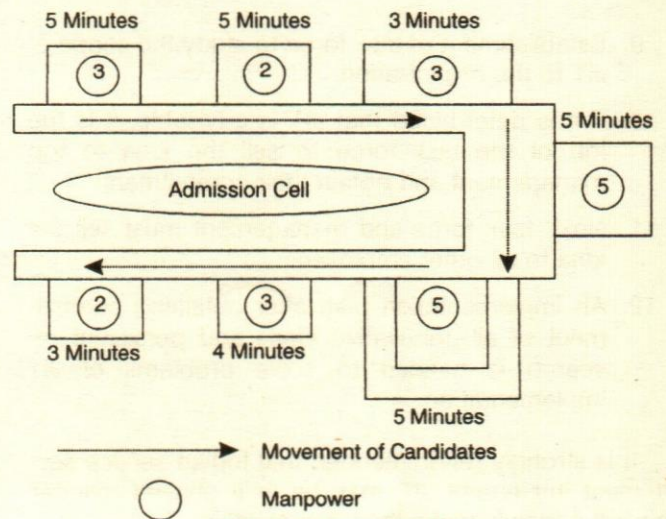 5 Minutes 5 Minutes 3 Minutes
3 2 3
5 Minutes
5
Admission Cell
2 3 5
3 Minutes 4 Minutes
5 Minutes
Movement of Candidates
Manpower